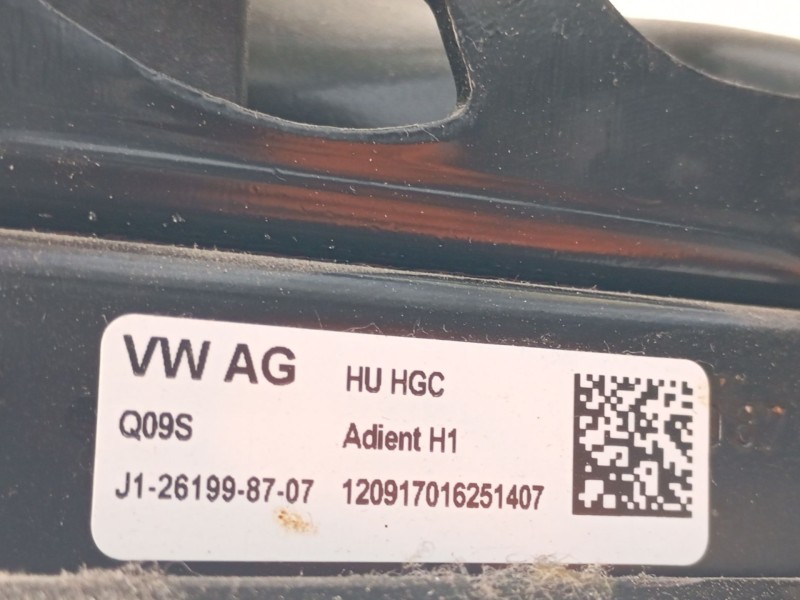 VW AG
HU HGC
Q09S
Adient H1
J1-26199-87-07
120917016251407